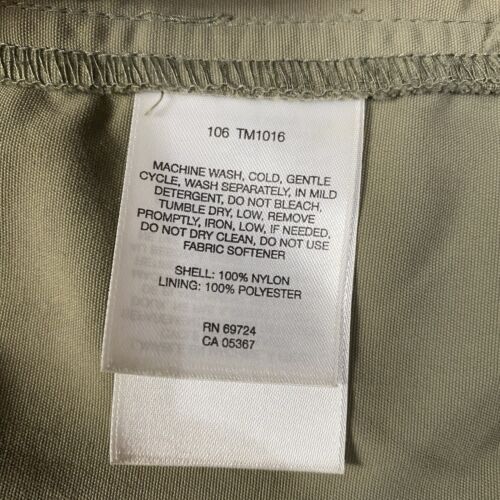 106 TM1016
MACHINE WASH, COLD, GENTLE
CYCLE, WASH SEPARATELY, IN MILD
DETERGENT, DO NOT BLEACH,
TUMBLE DRY, LOW, REMOVE
PROMPTLY, IRON, LOW, IF NEEDED,
DO NOT DRY CLEAN, DO NOT USE
FABRIC SOFTENER
SHELL: 100% NYLON
LINING: 100% POLYESTER
RN 69724
CA 05367